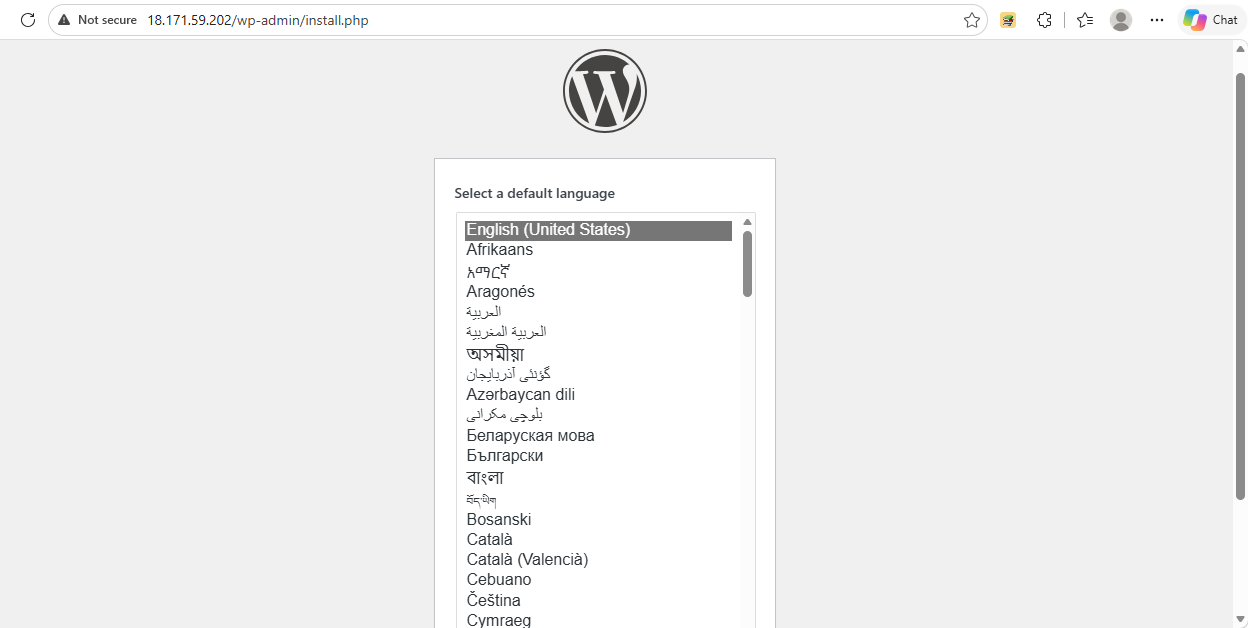 Not secure 18.171.59.202/wp-admin/install.php Chat
Select a default language
English (United States)
Afrikaans
አማርኛ
Aragonés
العربية
العربية المغربية
অসমীয়া
گؤنئی آذربایجان
Azərbaycan dili
بلوچی مکرانی
Беларуская мова
Български
বাংলা
བོད་ཡིག
Bosanski
Català
Català (Valencià)
Cebuano
Čeština
Cymraeg